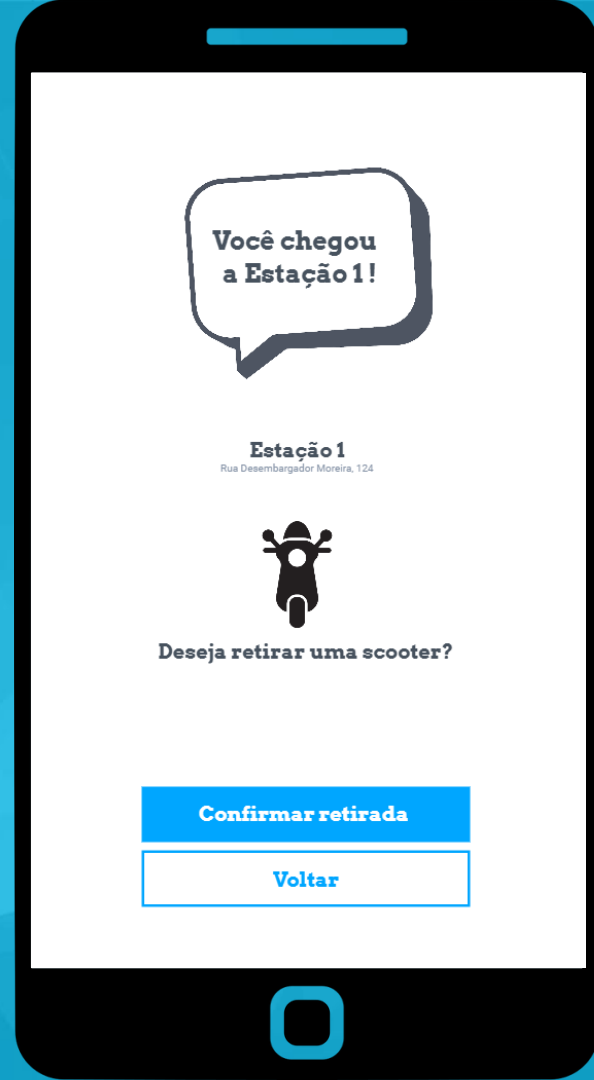 Você chegou
a Estação 1!
Estação 1
Rua Desembargador Moreira, 124
Deseja retirar uma scooter?
Confirmar retirada
Voltar